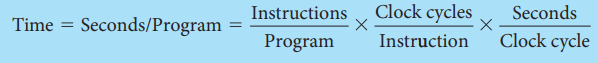 Time = Seconds/Program = Instructions/Program × Clock cycles/Instruction × Seconds/Clock cycle